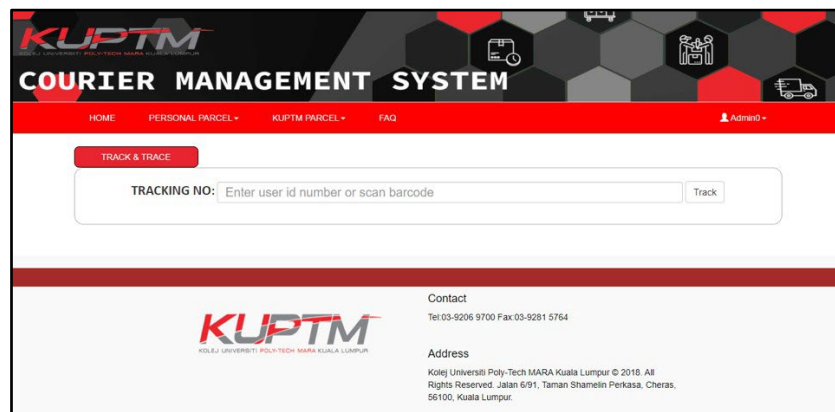 KUPTM
KOLEJ UNIVERSITI POLY-TECH MARA KUALA LUMPUR
COURIER MANAGEMENT SYSTEM
HOME PERSONAL PARCEL KUPTM PARCEL FAQ Admin0
TRACK & TRACE
TRACKING NO: Enter user id number or scan barcode Track
KUPTM
KOLEJ UNIVERSITI POLY-TECH MARA KUALA LUMPUR
Contact
Tel:03-9206 9700 Fax:03-9281 5764
Address
Kolej Universiti Poly-Tech MARA Kuala Lumpur © 2018. All
Rights Reserved. Jalan 6/91, Taman Shamelin Perkasa, Cheras,
56100, Kuala Lumpur.